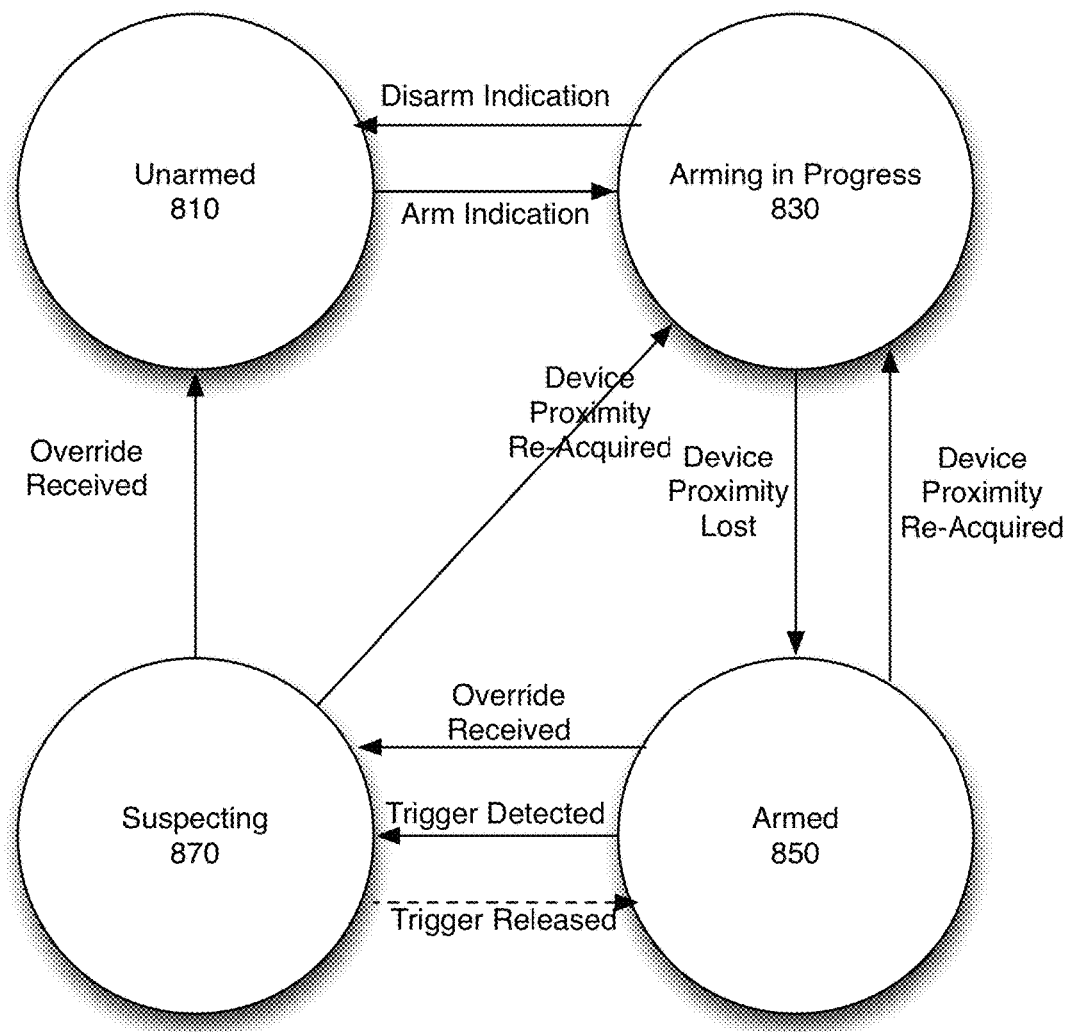 Disarm Indication
Unarmed
810
Arming in Progress
830
Arm Indication
Device
Proximity
Re-Acquired
Override
Received
Device
Proximity
Lost
Device
Proximity
Re-Acquired
Override
Received
Trigger Detected
Suspecting
870
Armed
850
Trigger Released